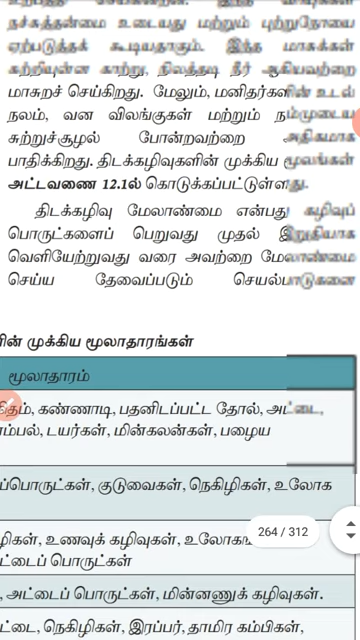 நச்சுத்தன்மை உடையது மற்றும் புற்றுநோயை
ஏற்படுத்தக் கூடியதாகும். இந்த மாசுக்கள்
சுற்றியுள்ள காற்று, நிலத்தடி நீர் ஆகியவற்றை
மாசுறச் செய்கிறது. மேலும், மனிதர்களின் உடல்
நலம், வன விலங்குகள் மற்றும் நம்முடைய
சுற்றுச்சூழல் போன்றவற்றை அதிகமாக
பாதிக்கிறது. திடக்கழிவுகளின் முக்கிய மூலங்கள்
அட்டவணை 12.1ல் கொடுக்கப்பட்டுள்ளது.
திடக்கழிவு மேலாண்மை என்பது கழிவுப்
பொருட்களைப் பெறுவது முதல் இறுதியாக
வெளியேற்றுவது வரை அவற்றை மேலாண்மை
செய்ய தேவைப்படும் செயல்பாடுகளை
ின் முக்கிய மூலாதாரங்கள்
மூலாதாரம்
கிதம், கண்ணாடி, பதனிடப்பட்ட தோல், அட்டை,
ம்பல், டயர்கள், மின்கலன்கள், பழைய
ப்பொருட்கள், குடுவைகள், நெகிழிகள், உலோக
ழிகள், உணவுக் கழிவுகள்,
264 / 312
ட்டைப் பொருட்கள்
, அட்டைப் பொருட்கள், மின்னணுக் கழிவுகள்.
ட்டை, நெகிழிகள், இரப்பர், தாமிர கம்பிகள்,